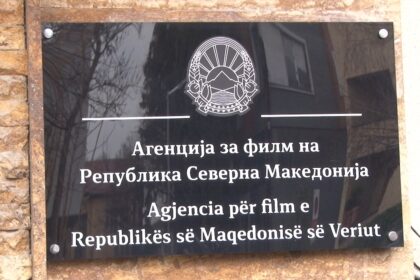 Агенција за филм на
Република Северна Македонија
Agjencia për film e
Republikës së Maqedonisë së Veriut